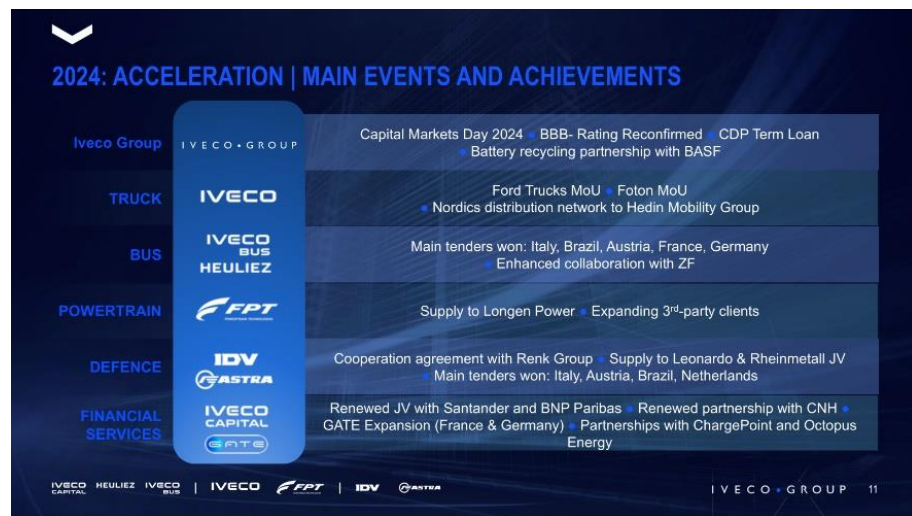 2024: ACCELERATION | MAIN EVENTS AND ACHIEVEMENTS
Iveco Group
IVECO • GROUP
Capital Markets Day 2024 • BBB- Rating Reconfirmed • CDP Term Loan
• Battery recycling partnership with BASF
TRUCK
IVECO
Ford Trucks MoU • Foton MoU
• Nordics distribution network to Hedin Mobility Group
BUS
IVECO
BUS
HEULIEZ
Main tenders won: Italy, Brazil, Austria, France, Germany
• Enhanced collaboration with ZF
POWERTRAIN
FPT
Supply to Longen Power • Expanding 3rd-party clients
DEFENCE
IDV
ASTRA
Cooperation agreement with Renk Group • Supply to Leonardo & Rheinmetall JV
• Main tenders won: Italy, Austria, Brazil, Netherlands
FINANCIAL
SERVICES
IVECO
CAPITAL
GATE
Renewed JV with Santander and BNP Paribas • Renewed partnership with CNH •
GATE Expansion (France & Germany) • Partnerships with ChargePoint and Octopus
Energy
IVECO CAPITAL HEULIEZ IVECO BUS | IVECO FPT | IDV ASTRA
IVECO • GROUP 11